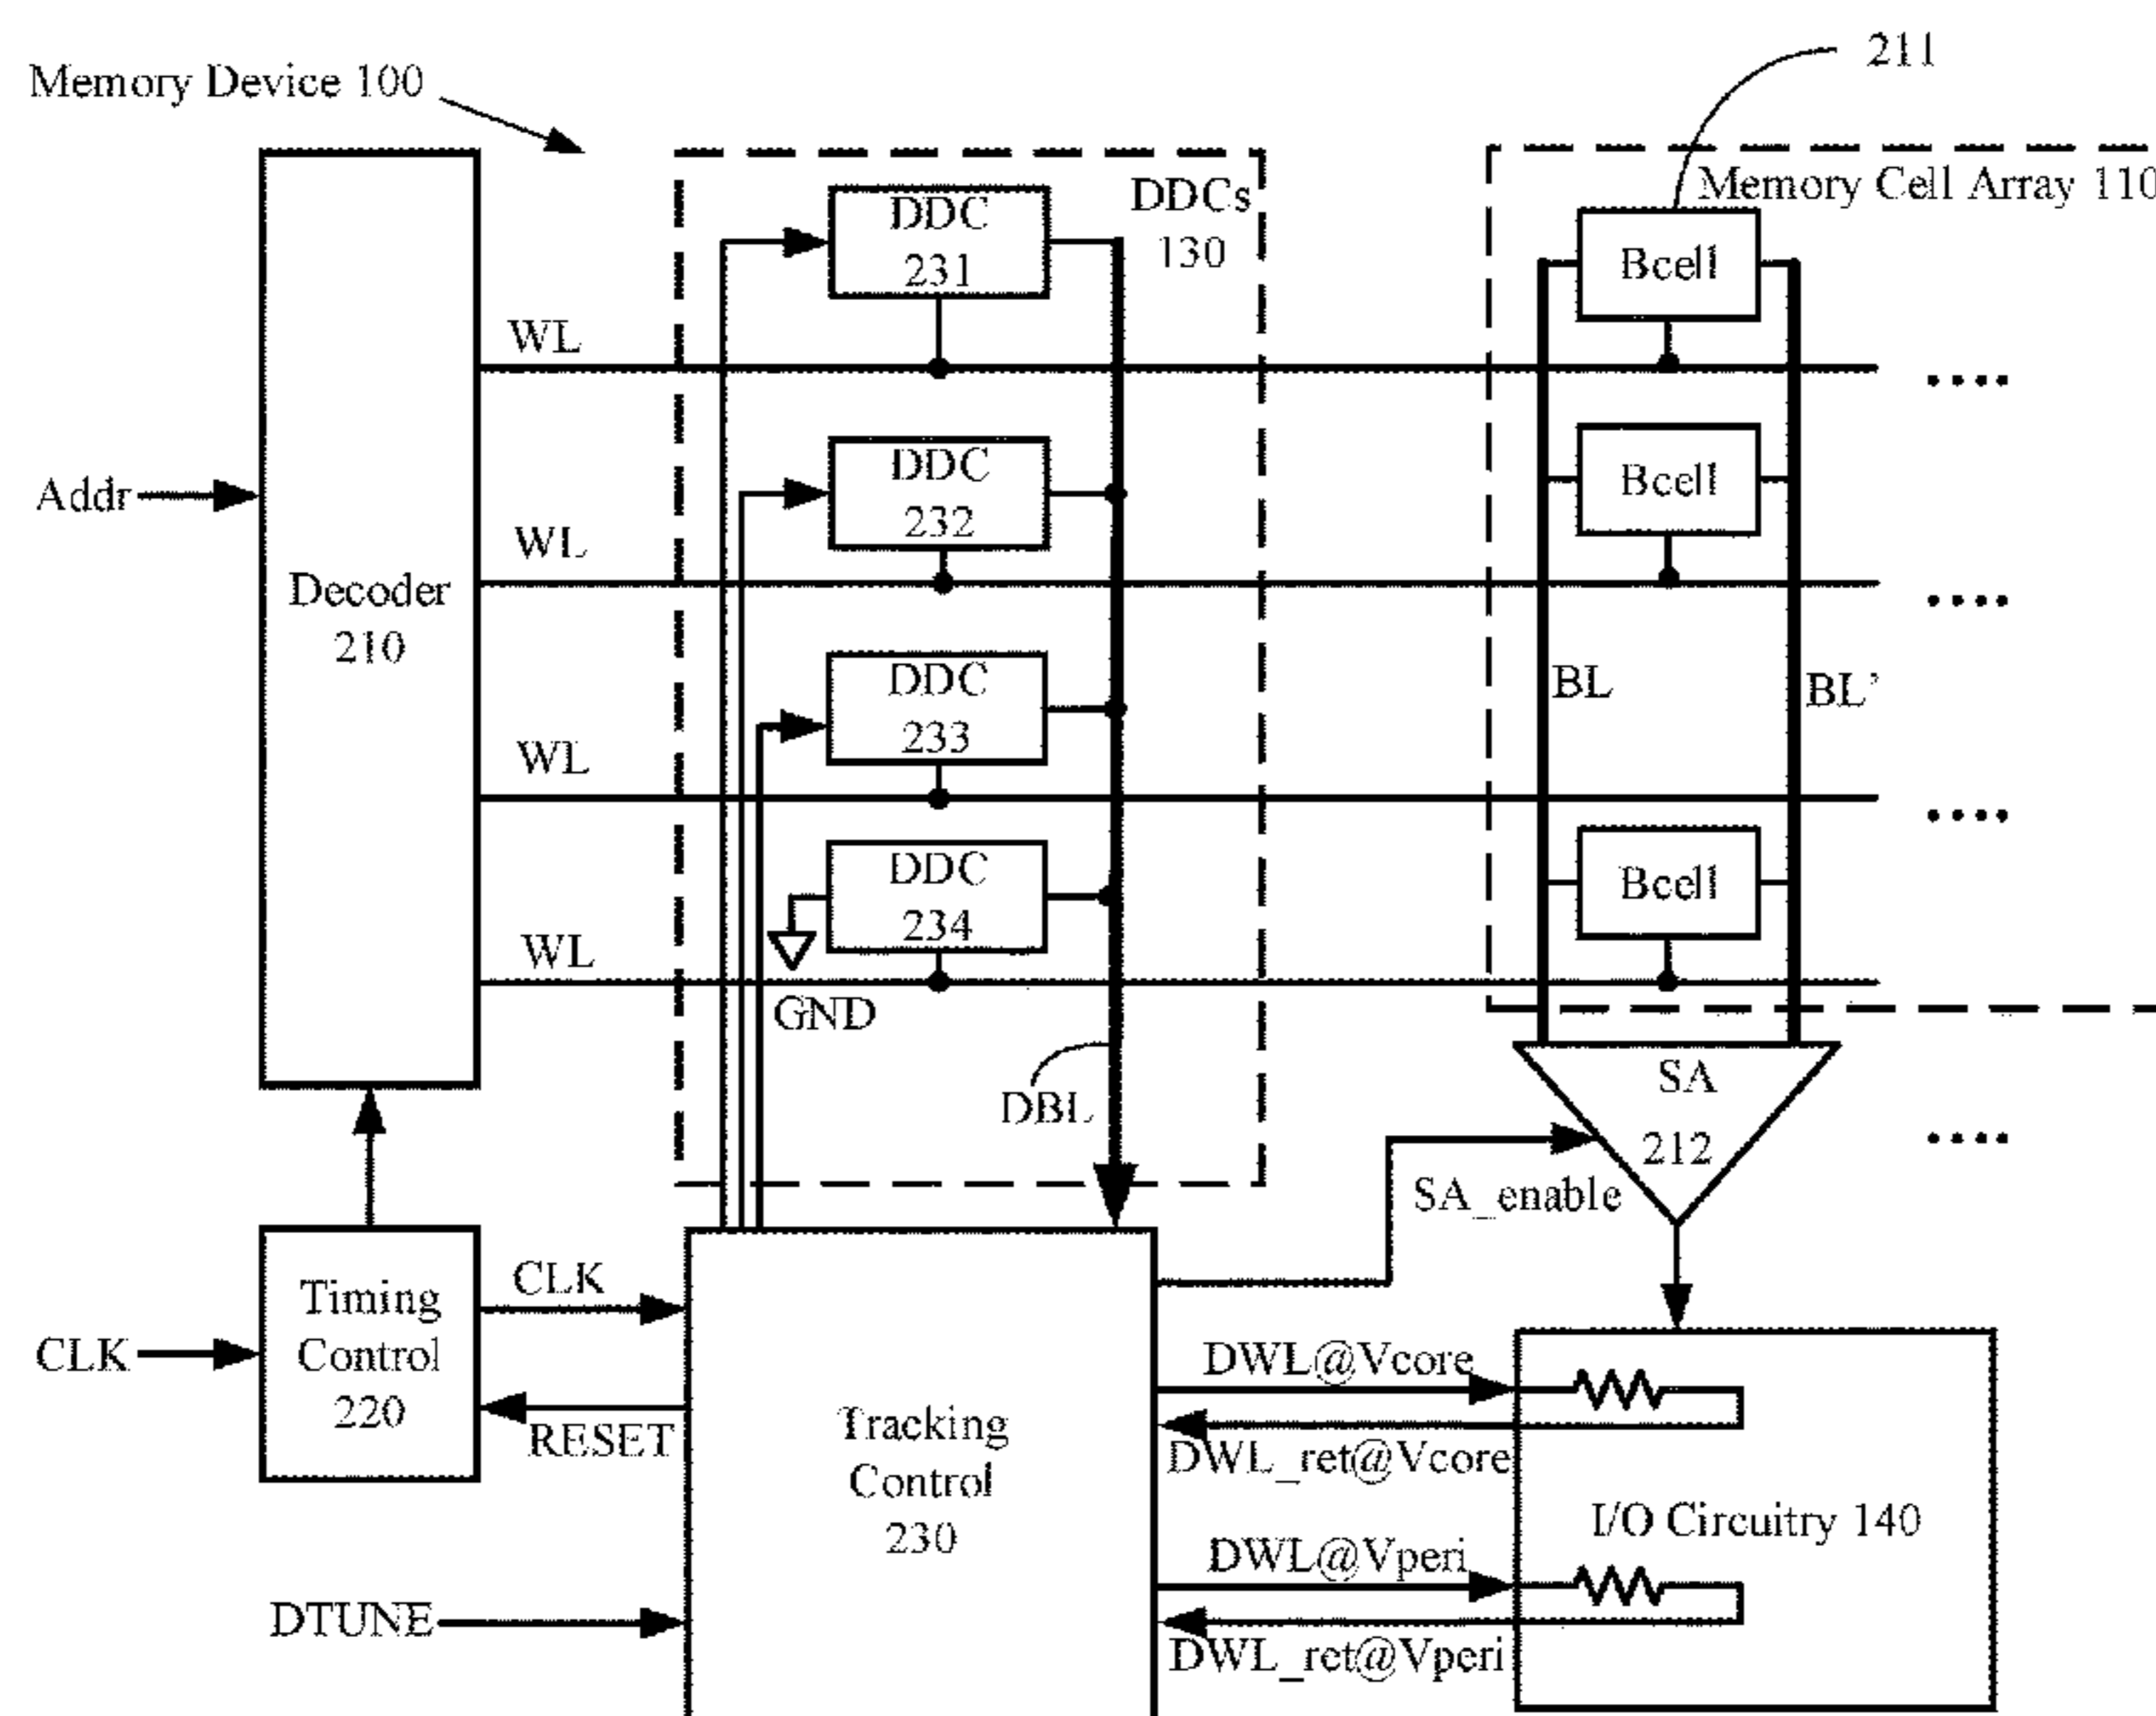 211
Memory Device 100
Memory Cell Array 110
DDCs
130
DDC
231
Bcell
WL
DDC
232
Bcell
Addr
WL
Decoder
210
DDC
233
BL
BL'
WL
DDC
234
Bcell
WL
GND
DBL
SA
212
SA_enable
CLK
Timing
Control
220
CLK
RESET
DTUNE
Tracking
Control
230
DWL@Vcore
DWL_ret@Vcore
I/O Circuitry 140
DWL@Vperi
DWL_ret@Vperi